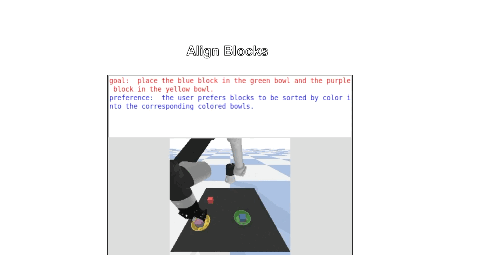 Align Blocks
goal:  place the blue block in the green bowl and the purple
 block in the yellow bowl.
preference:  the user prefers blocks to be sorted by color i
nto the corresponding colored bowls.